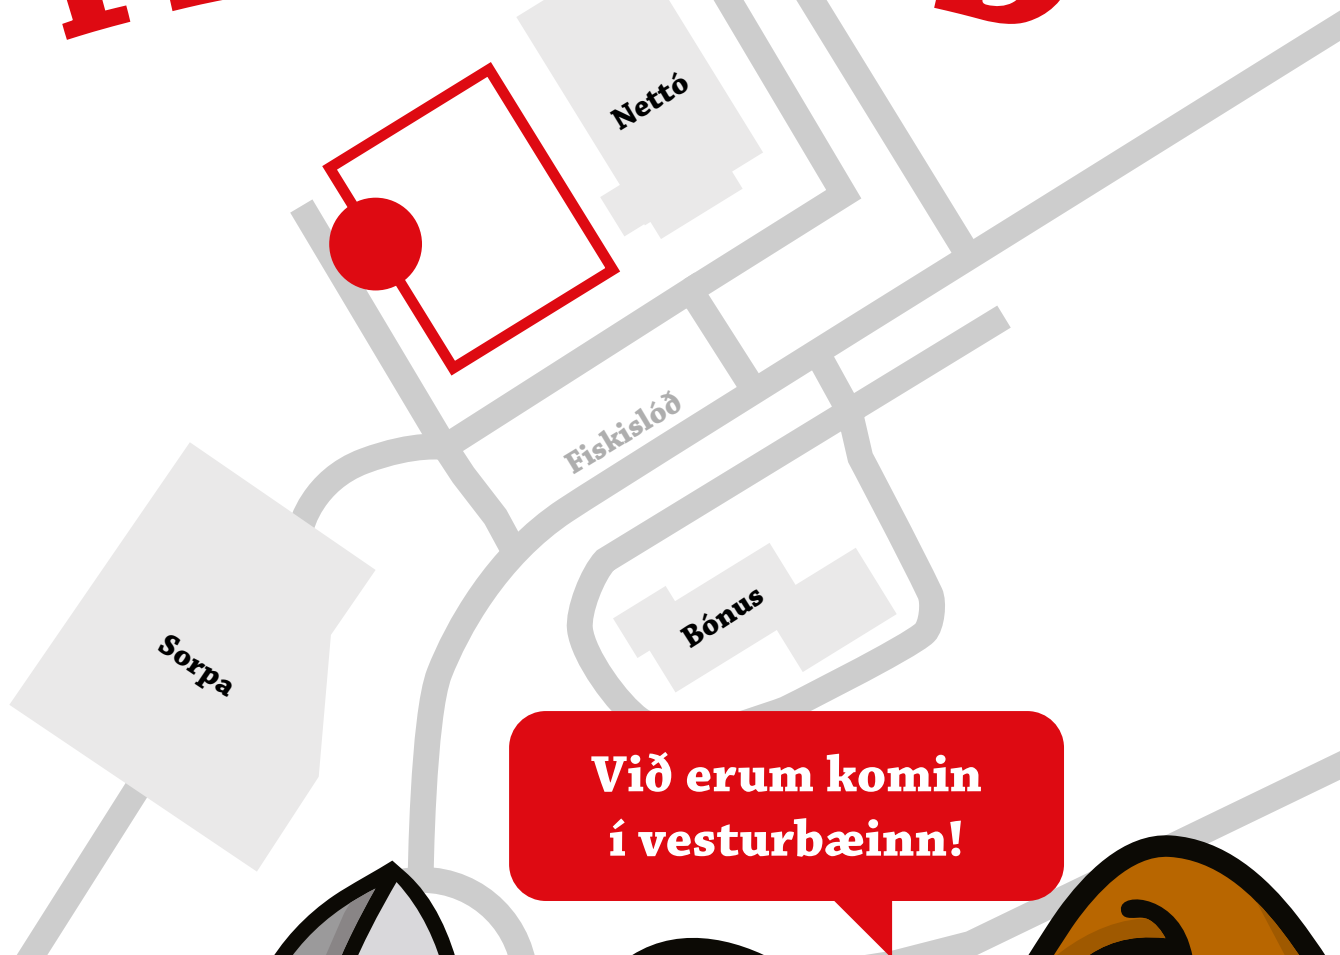 Nettó
Fiskislóð
Bónus
Sorpa
Við erum komin
í vesturbæinn!